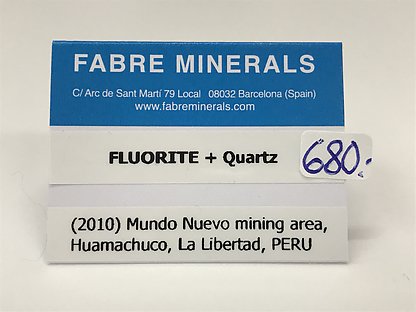 FABRE MINERALS
C/ Arc de Sant Martí 79 Local 08032 Barcelona (Spain)
www.fabreminerals.com
FLUORITE + Quartz
680.-
(2010) Mundo Nuevo mining area,
Huamachuco, La Libertad, PERU